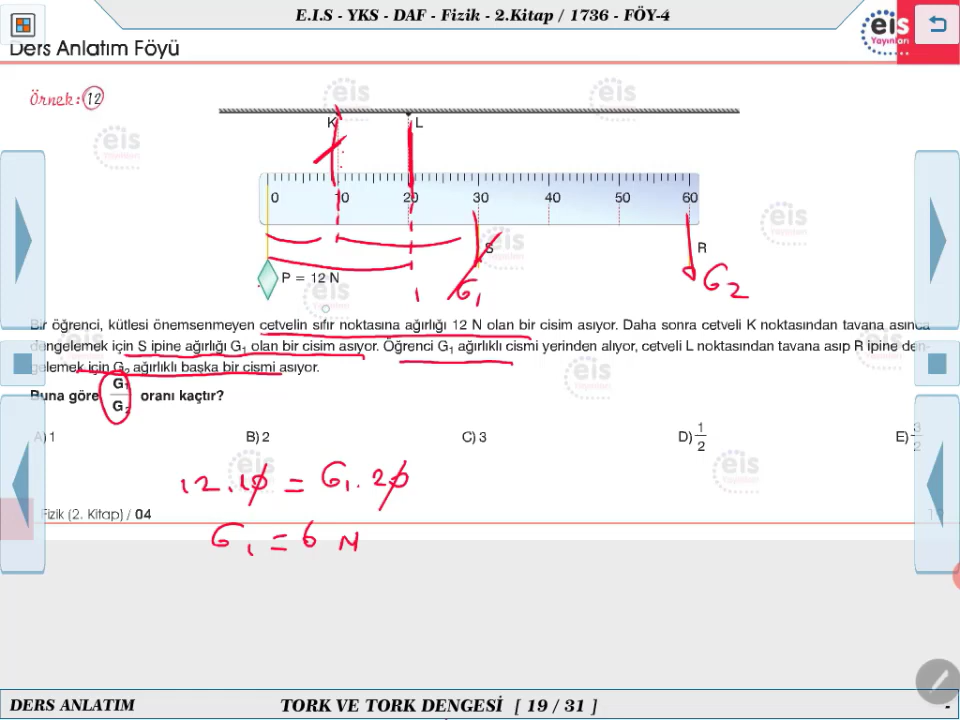 E.I.S - YKS - DAF - Fizik - 2.Kitap / 1736 - FÖY-4
eis
Yayınları
Ders Anlatım Föyü
Örnek: 12
K
L
0 10 20 30 40 50 60
S
R
P = 12 N
G1
G2
Bir öğrenci, kütlesi önemsenmeyen cetvelin sıfır noktasına ağırlığı 12 N olan bir cisim asıyor. Daha sonra cetveli K noktasından tavana asınca
dengelemek için S ipine ağırlığı G1 olan bir cisim asıyor. Öğrenci G1 ağırlıklı cismi yerinden alıyor, cetveli L noktasından tavana asıp R ipine den-
gelemek için G2 ağırlıklı başka bir cismi asıyor.
Buna göre G1/G2 oranı kaçtır?
A) 1 B) 2 C) 3 D) 1/2 E) 3/2
12.10 = G1.20
Fizik (2. Kitap) / 04
G1 = 6 N
DERS ANLATIM TORK VE TORK DENGESİ [ 19 / 31 ] -